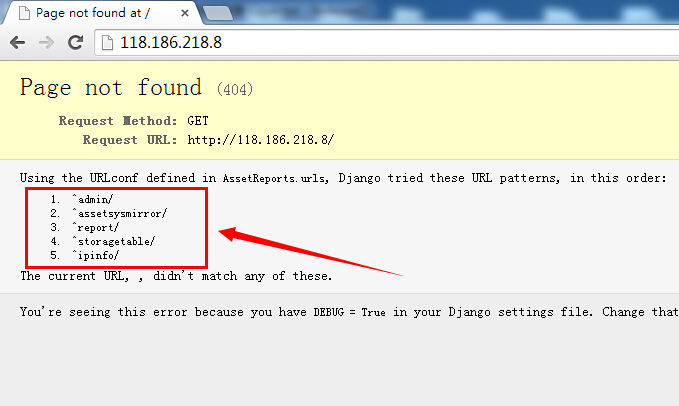 Page not found at /
118.186.218.8
Page not found (404)
Request Method: GET
Request URL: http://118.186.218.8/
Using the URLconf defined in AssetReports.urls, Django tried these URL patterns, in this order:
1. ^admin/
2. ^assetsysmirror/
3. ^report/
4. ^storagetable/
5. ^ipinfo/
The current URL, , didn't match any of these.
You're seeing this error because you have DEBUG = True in your Django settings file. Change that